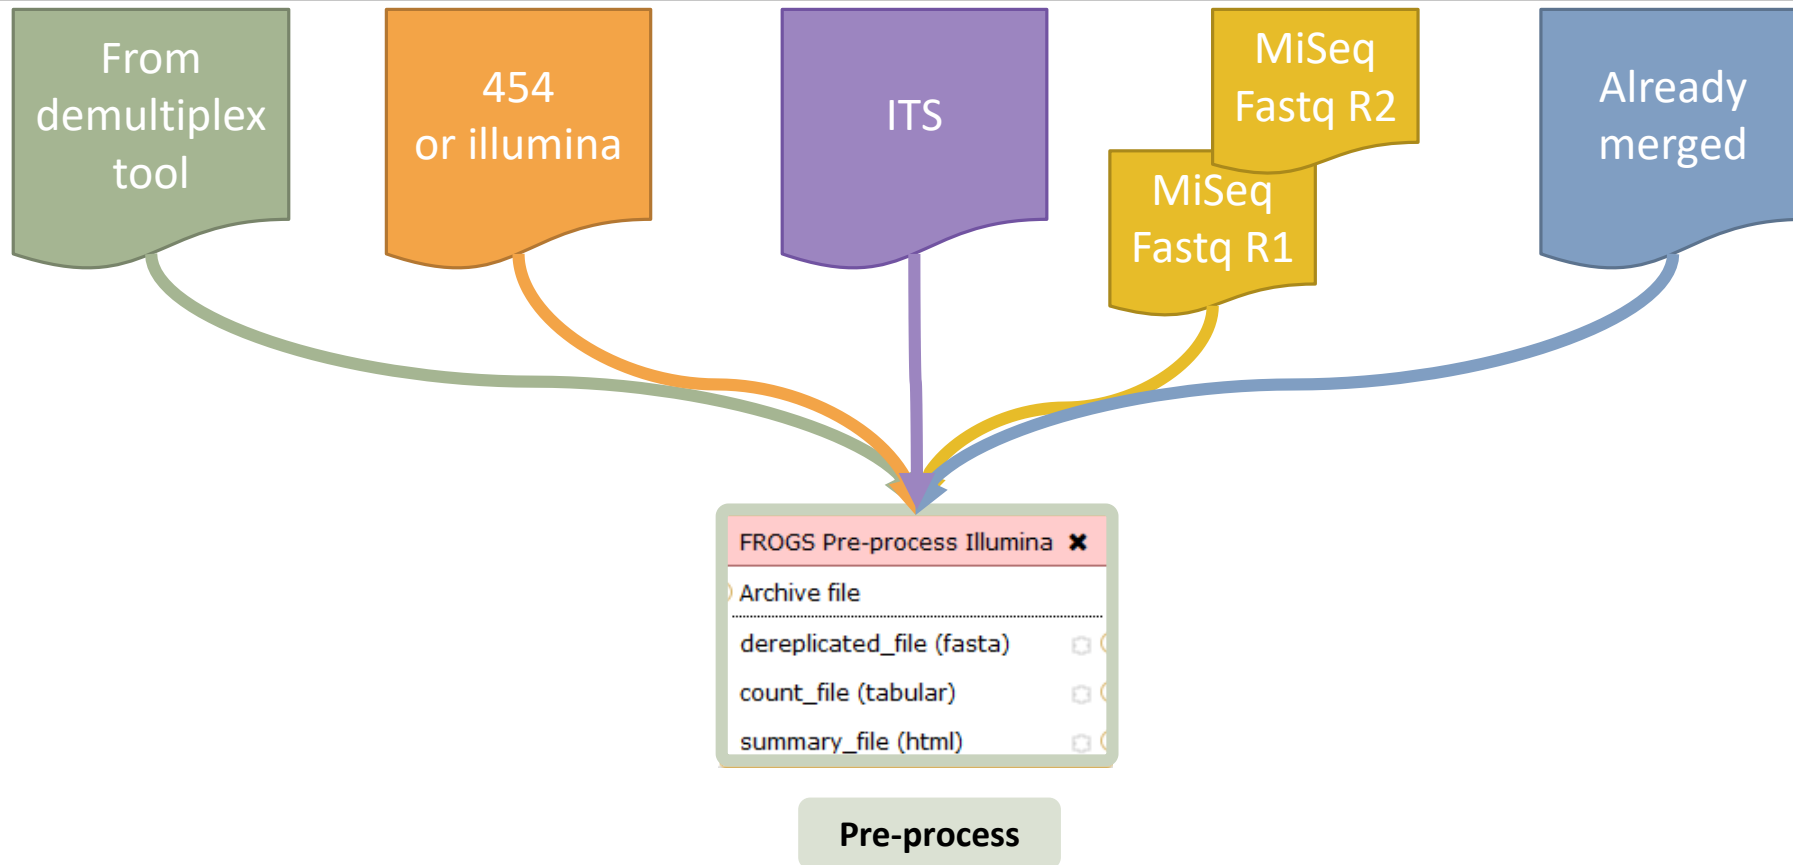 From
demultiplex
tool
454
or illumina
ITS
MiSeq
Fastq R2
MiSeq
Fastq R1
Already
merged
FROGS Pre-process Illumina ✖
Archive file
dereplicated_file (fasta)
count_file (tabular)
summary_file (html)
Pre-process